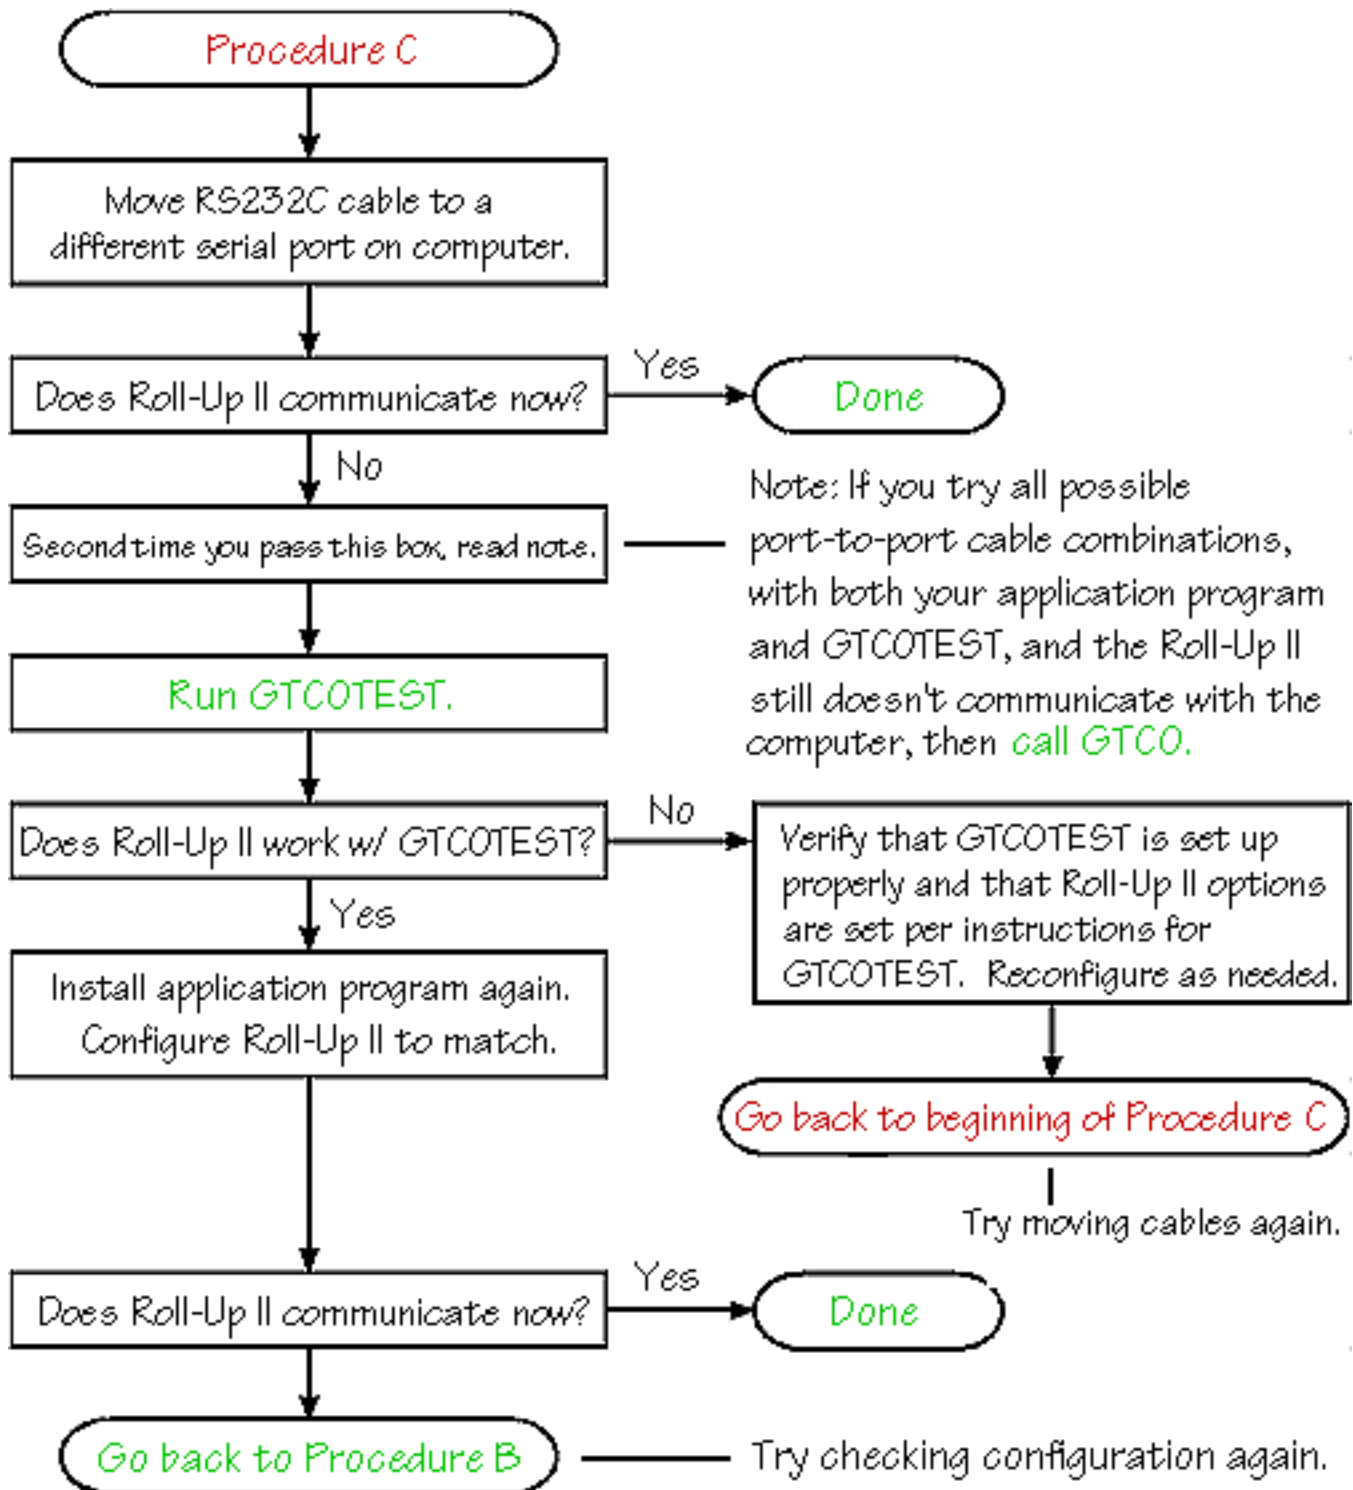 Procedure C
Move RS232C cable to a
different serial port on computer.
Does Roll-Up II communicate now?
Yes
Done
No
Second time you pass this box, read note.
Note: If you try all possible
port-to-port cable combinations,
with both your application program
and GTCOTEST, and the Roll-Up II
still doesn't communicate with the
computer, then call GTCO.
Run GTCOTEST.
Does Roll-Up II work w/ GTCOTEST?
No
Verify that GTCOTEST is set up
properly and that Roll-Up II options
are set per instructions for
GTCOTEST. Reconfigure as needed.
Yes
Install application program again.
Configure Roll-Up II to match.
Go back to beginning of Procedure C
Try moving cables again.
Does Roll-Up II communicate now?
Yes
Done
Go back to Procedure B
Try checking configuration again.